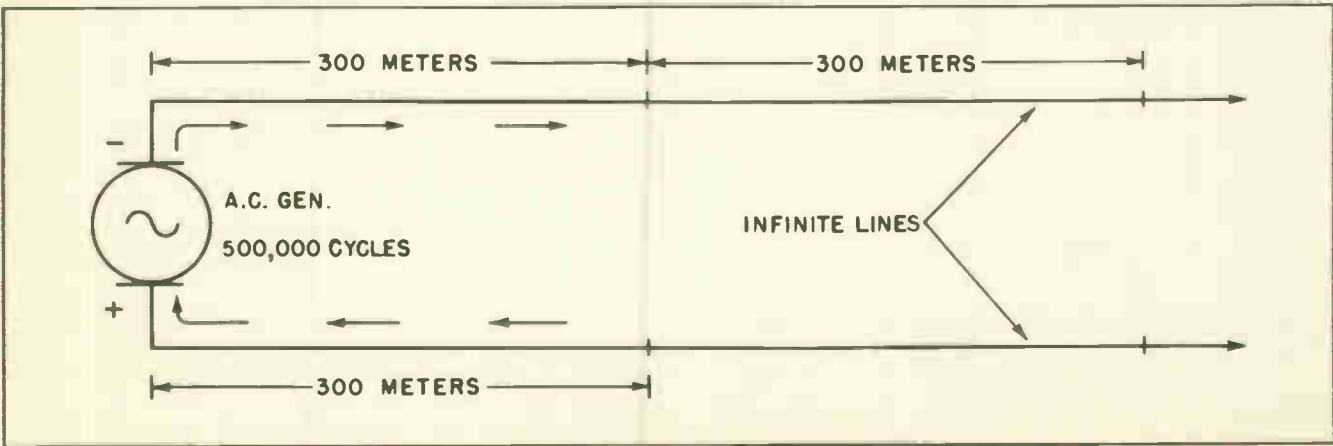 300 METERS
300 METERS
-
A.C. GEN.
500,000 CYCLES
INFINITE LINES
+
300 METERS